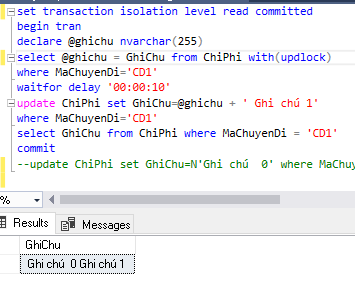 set transaction isolation level read committed
begin tran
declare @ghichu nvarchar(255)
select @ghichu = GhiChu from ChiPhi with(updlock)
where MaChuyenDi='CD1'
waitfor delay '00:00:10'
update ChiPhi set GhiChu=@ghichu + ' Ghi chú 1'
where MaChuyenDi='CD1'
select GhiChu from ChiPhi where MaChuyenDi = 'CD1'
commit
--update ChiPhi set GhiChu=N'Ghi chú  0' where MaChuy
%
Results Messages
GhiChu
Ghi chú  0 Ghi chú 1